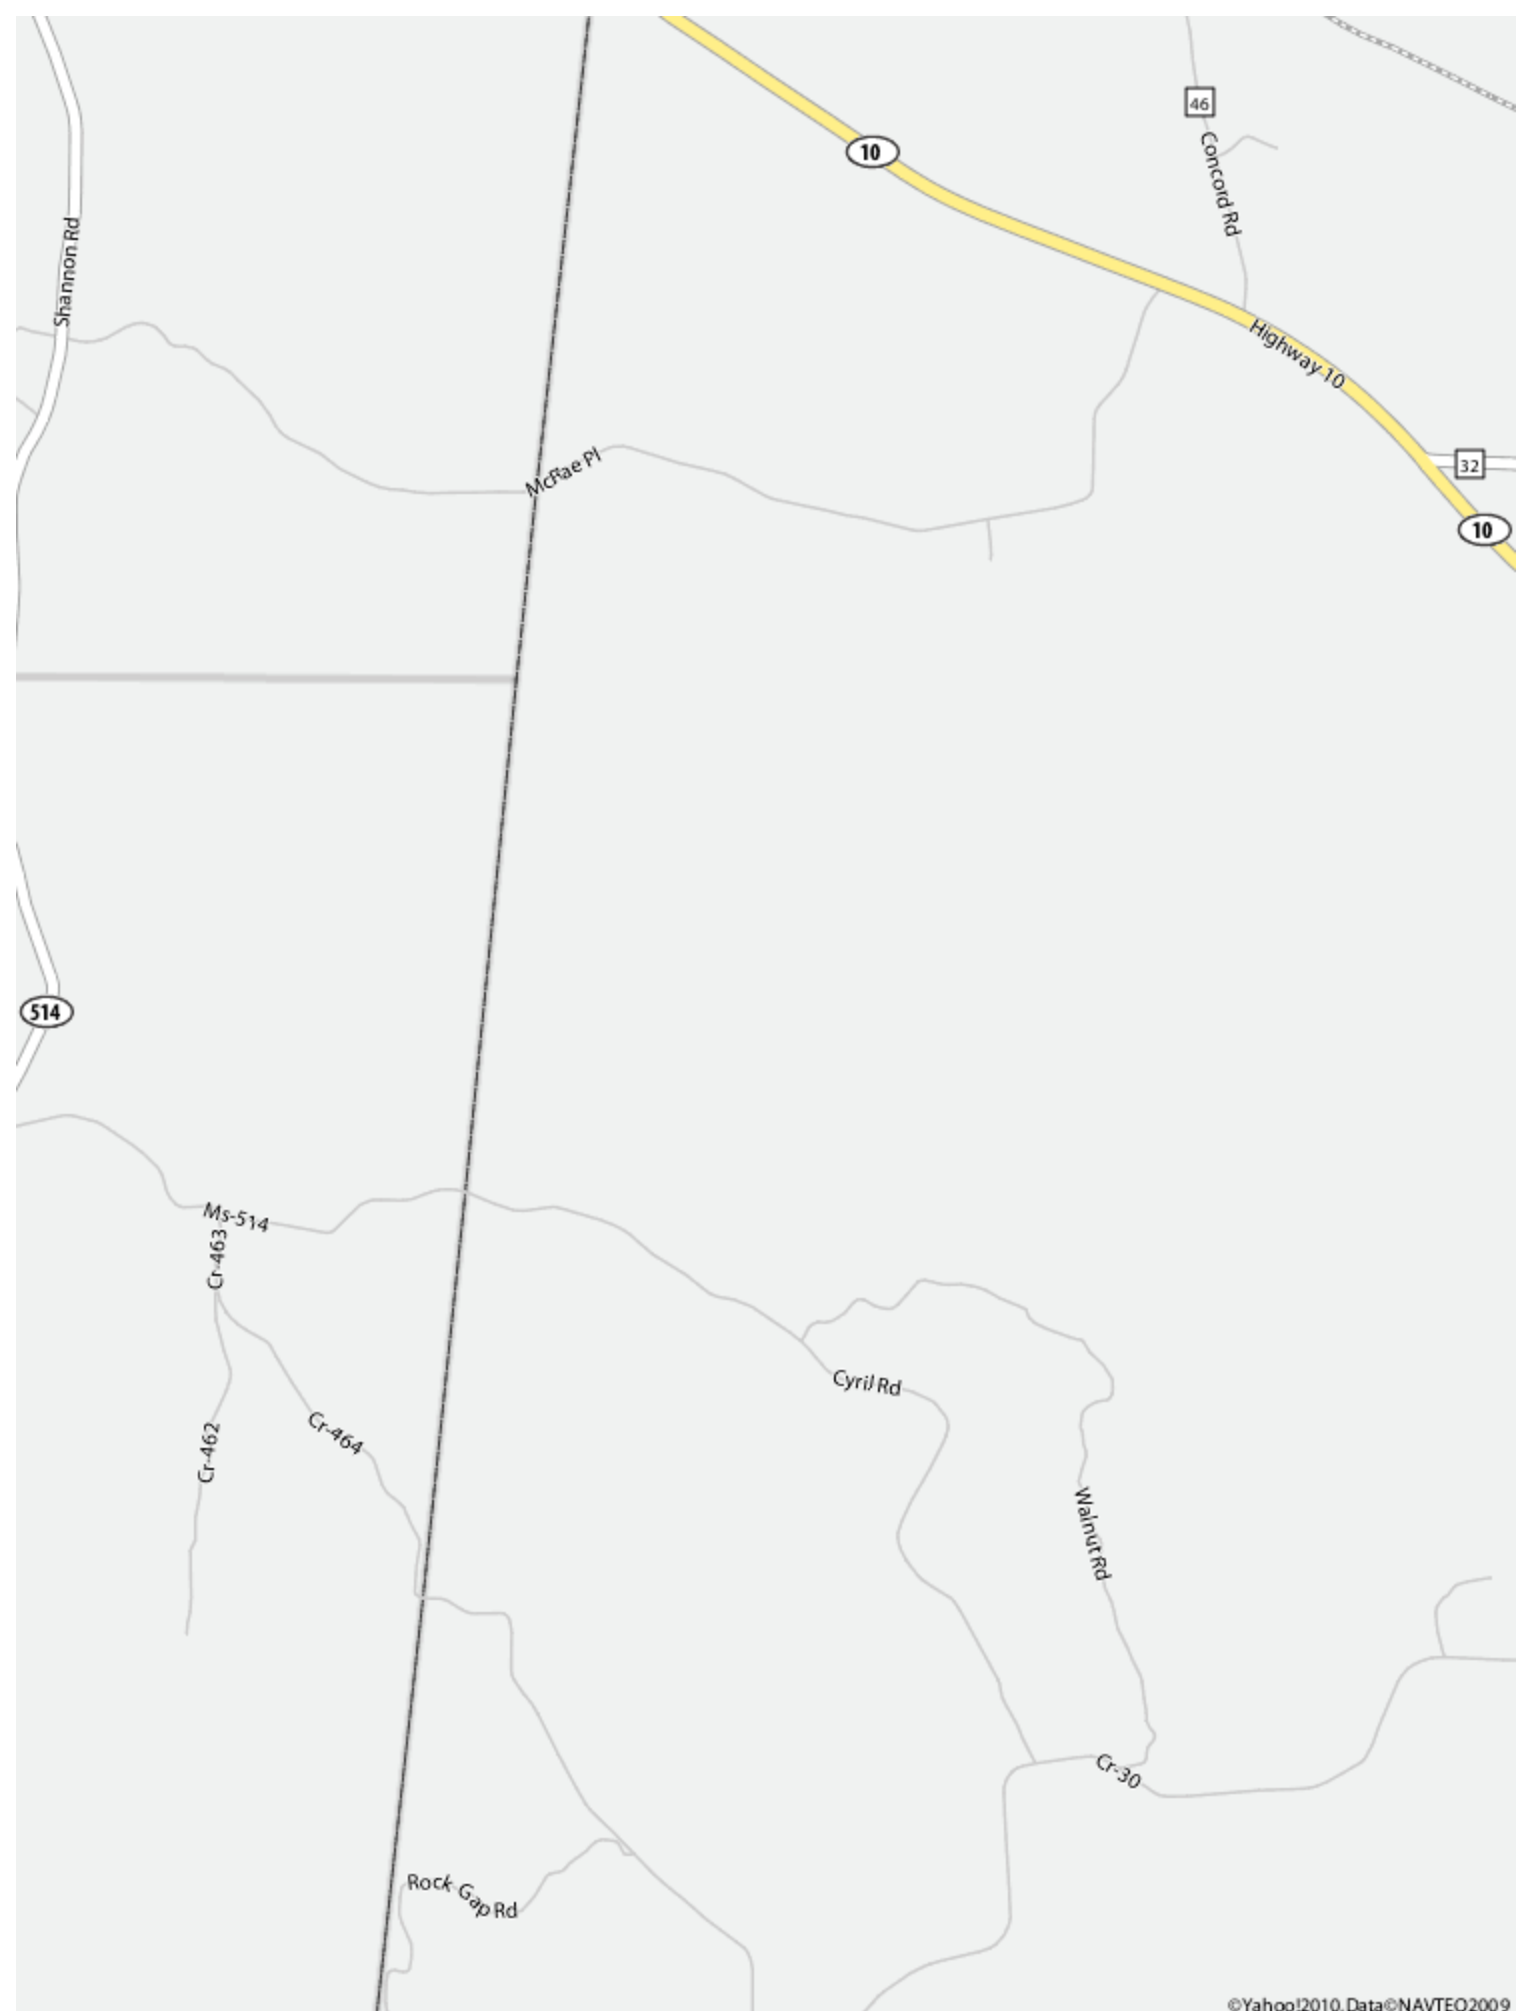 46
10
Concord Rd
Shannon Rd
Highway 10
McRae Pl
32
10
514
Ms-514
Cr-463
Cyril Rd
Cr-464
Cr-462
Walnut Rd
Cr-30
Rock Gap Rd
©Yahoo!2010, Data©NAVTEQ2009